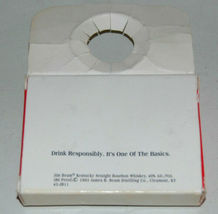 Drink Responsibly. It's One Of The Basics.
Jim Beam® Kentucky Straight Bourbon Whiskey, 40% Alc./Vol.
(80 Proof). © 1993 James B. Beam Distilling Co., Clermont, KY